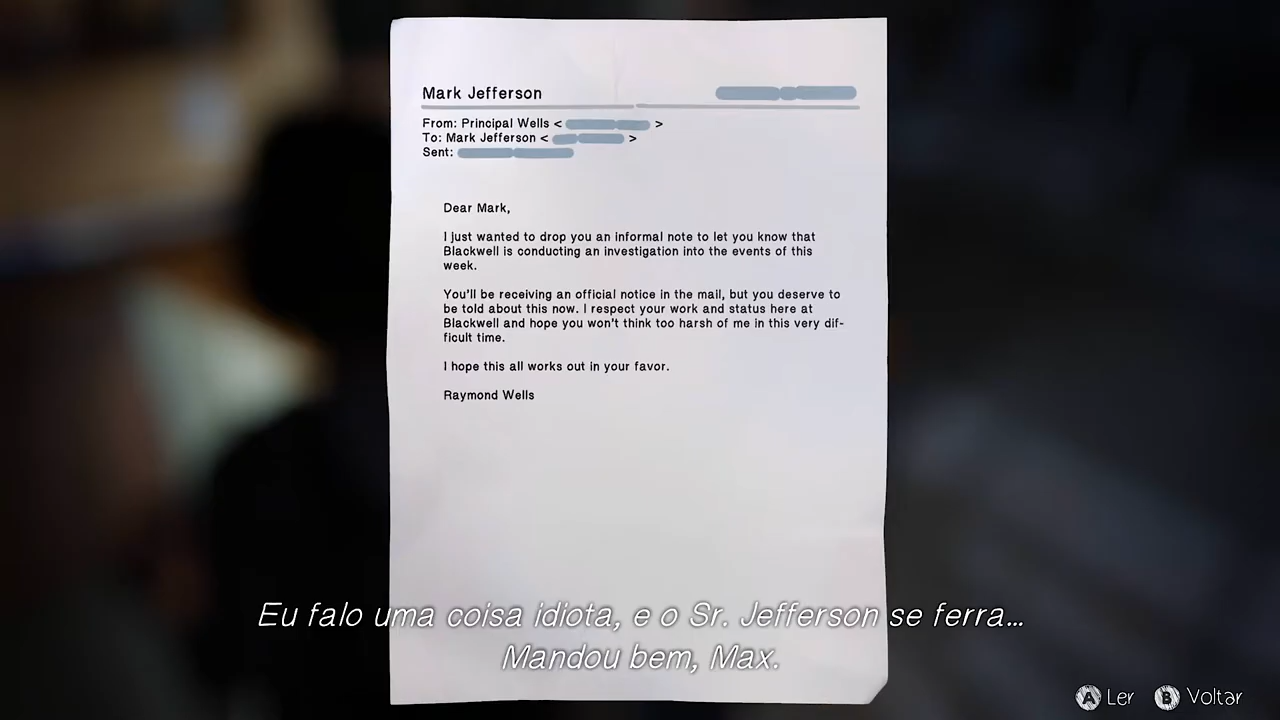 Mark Jefferson
From: Principal Wells < >
To: Mark Jefferson < >
Sent:
Dear Mark,
I just wanted to drop you an informal note to let you know that
Blackwell is conducting an investigation into the events of this
week.
You'll be receiving an official notice in the mail, but you deserve to
be told about this now. I respect your work and status here at
Blackwell and hope you won't think too harsh of me in this very dif-
ficult time.
I hope this all works out in your favor.
Raymond Wells
Eu falo uma coisa idiota, e o Sr. Jefferson se ferra...
Mandou bem, Max.
A Ler B Voltar